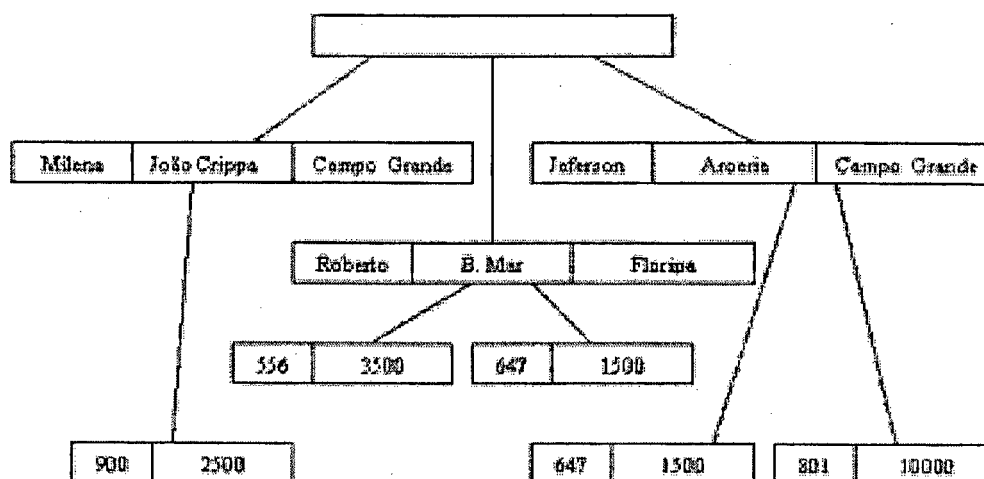 Milena João Crippa Campo Grande
Jeferson Aroeria Campo Grande
Roberto B. Mar Floripa
556 3500 647 1500
900 2500 647 1500 801 10000